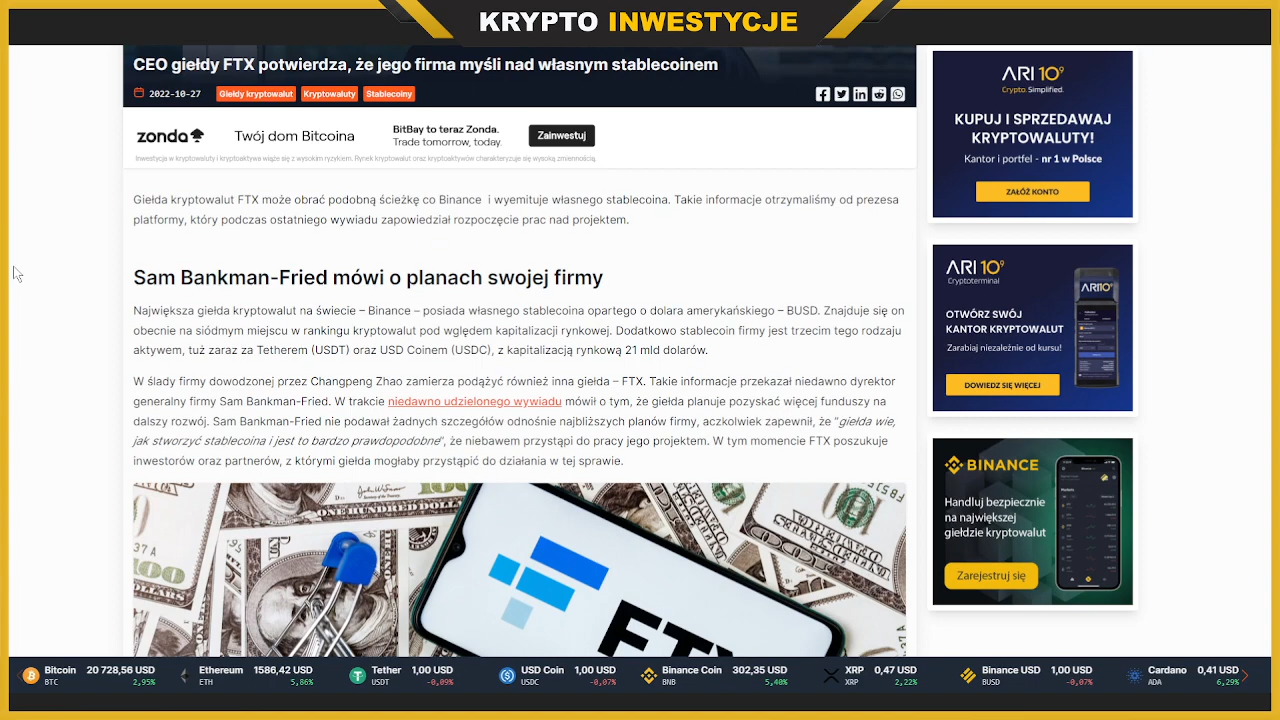 KRYPTO INWESTYCJE
CEO giełdy FTX potwierdza, że jego firma myśli nad własnym stablecoinem
2022-10-27 Giełdy kryptowalut Kryptowaluty Stablecoiny
zonda Twój dom Bitcoina BitBay to teraz Zonda. Trade tomorrow, today. Zainwestuj
Inwestycja w kryptowaluty i kryptoaktywa wiąże się z wysokim ryzykiem. Rynek kryptowalut oraz kryptoaktywów charakteryzuje się wysoką zmiennością.
Giełda kryptowalut FTX może obrać podobną ścieżkę co Binance i wyemituje własnego stablecoina. Takie informacje otrzymaliśmy od prezesa
platformy, który podczas ostatniego wywiadu zapowiedział rozpoczęcie prac nad projektem.
Sam Bankman-Fried mówi o planach swojej firmy
Największa giełda kryptowalut na świecie – Binance – posiada własnego stablecoina opartego o dolara amerykańskiego – BUSD. Znajduje się on
obecnie na siódmym miejscu w rankingu kryptowalut pod względem kapitalizacji rynkowej. Dodatkowo stablecoin firmy jest trzecim tego rodzaju
aktywem, tuż zaraz za Tetherem (USDT) oraz USD Coinem (USDC), z kapitalizacją rynkową 21 mld dolarów.
W ślady firmy dowodzonej przez Changpeng Zhao zamierza podążyć również inna giełda – FTX. Takie informacje przekazał niedawno dyrektor
generalny firmy Sam Bankman-Fried. W trakcie niedawno udzielonego wywiadu mówił o tym, że giełda planuje pozyskać więcej funduszy na
dalszy rozwój. Sam Bankman-Fried nie podawał żadnych szczegółów odnośnie najbliższych planów firmy, aczkolwiek zapewnił, że "giełda wie,
jak stworzyć stablecoina i jest to bardzo prawdopodobne", że niebawem przystąpi do pracy jego projektem. W tym momencie FTX poszukuje
inwestorów oraz partnerów, z którymi giełda mogłaby przystąpić do działania w tej sprawie.
ONE HUNDRED DOLLARS
100
FTX
ARI 10⁹
Crypto. Simplified.
KUPUJ I SPRZEDAWAJ
KRYPTOWALUTY!
Kantor i portfel - nr 1 w Polsce
ZAŁÓŻ KONTO
ARI 10⁹
Cryptoterminal
ARI10⁹
OTWÓRZ SWÓJ
KANTOR KRYPTOWALUT
Zarabiaj niezależnie od kursu!
DOWIEDZ SIĘ WIĘCEJ
BINANCE
Handluj bezpiecznie
na największej
giełdzie kryptowalut
Zarejestruj się
Bitcoin 20 728,56 USD Ethereum 1586,42 USD Tether 1,00 USD USD Coin 1,00 USD Binance Coin 302,35 USD XRP 0,47 USD Binance USD 1,00 USD Cardano 0,41 USD
BTC 2,95% ETH 5,86% USDT -0,09% USDC -0,07% BNB 5,40% XRP 2,22% BUSD -0,07% ADA 6,29%